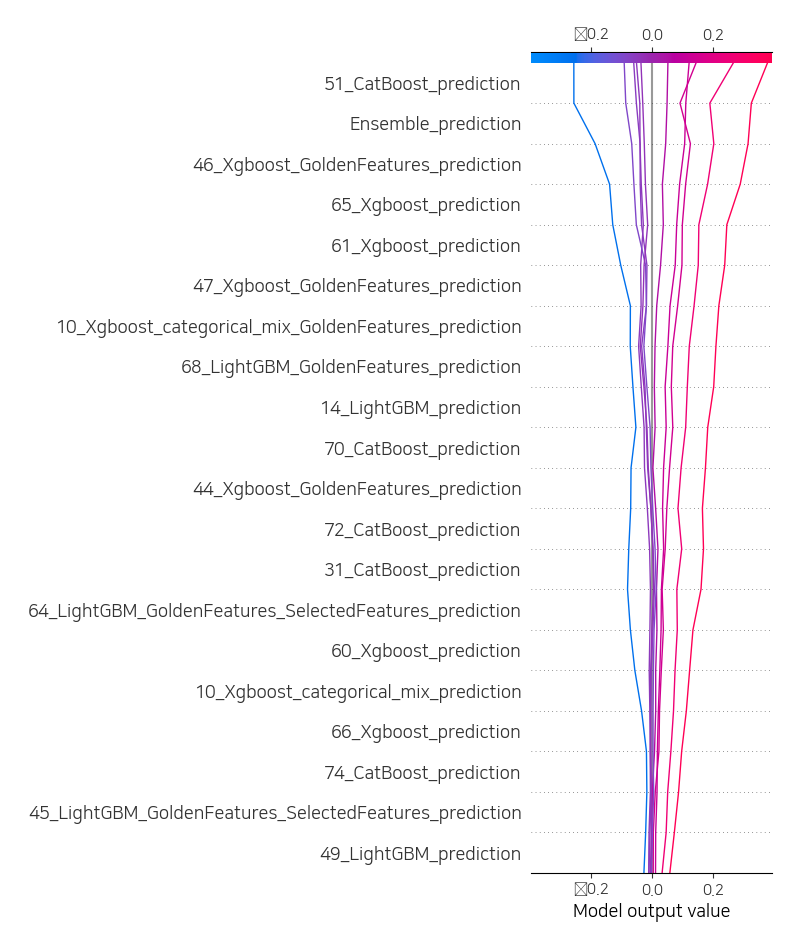 0.2 0.0 0.2
51_CatBoost_prediction
Ensemble_prediction
46_Xgboost_GoldenFeatures_prediction
65_Xgboost_prediction
61_Xgboost_prediction
47_Xgboost_GoldenFeatures_prediction
10_Xgboost_categorical_mix_GoldenFeatures_prediction
68_LightGBM_GoldenFeatures_prediction
14_LightGBM_prediction
70_CatBoost_prediction
44_Xgboost_GoldenFeatures_prediction
72_CatBoost_prediction
31_CatBoost_prediction
64_LightGBM_GoldenFeatures_SelectedFeatures_prediction
60_Xgboost_prediction
10_Xgboost_categorical_mix_prediction
66_Xgboost_prediction
74_CatBoost_prediction
45_LightGBM_GoldenFeatures_SelectedFeatures_prediction
49_LightGBM_prediction
0.2 0.0 0.2
Model output value